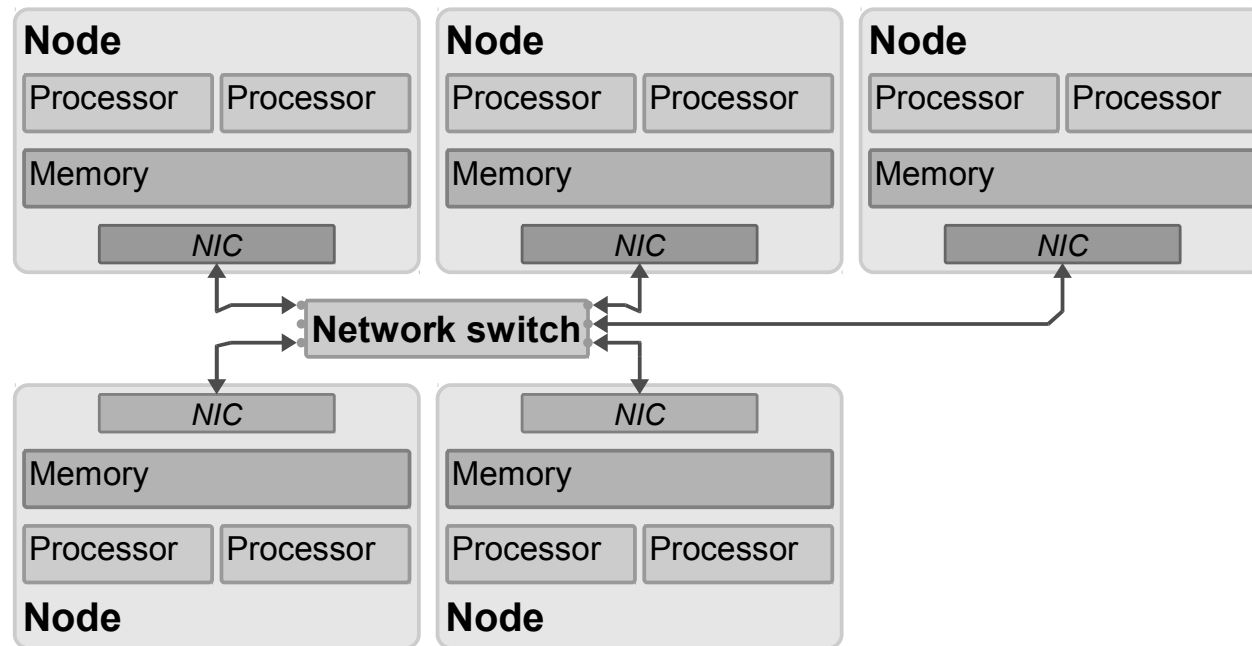 Node
Processor Processor
Memory
NIC
Node
Processor Processor
Memory
NIC
Node
Processor Processor
Memory
NIC
Network switch
NIC
Memory
Processor Processor
Node
NIC
Memory
Processor Processor
Node